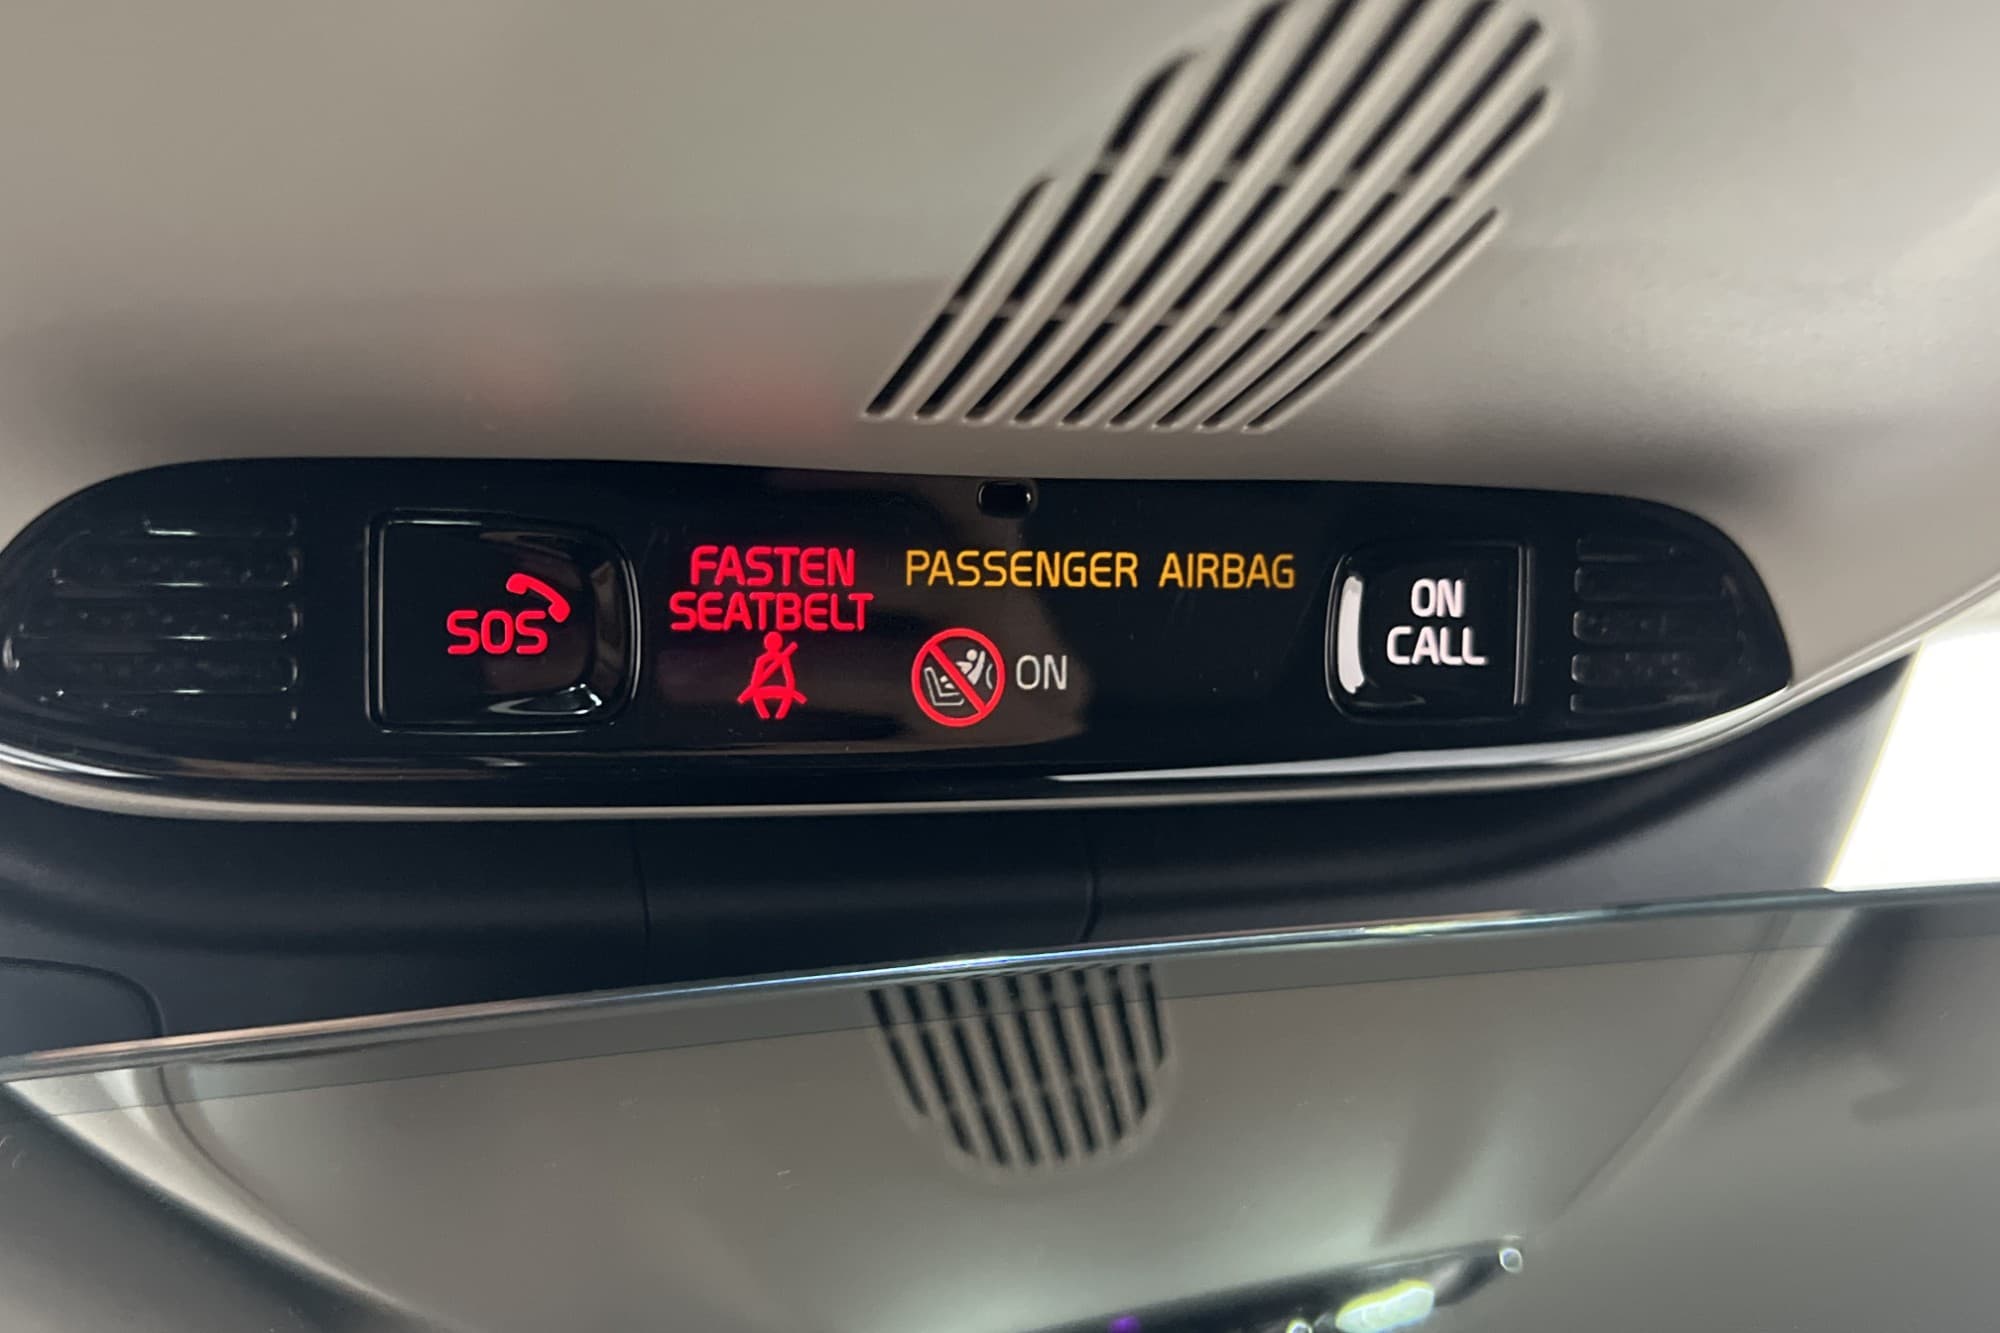 SOS
FASTEN
SEATBELT
PASSENGER AIRBAG
ON
ON
CALL